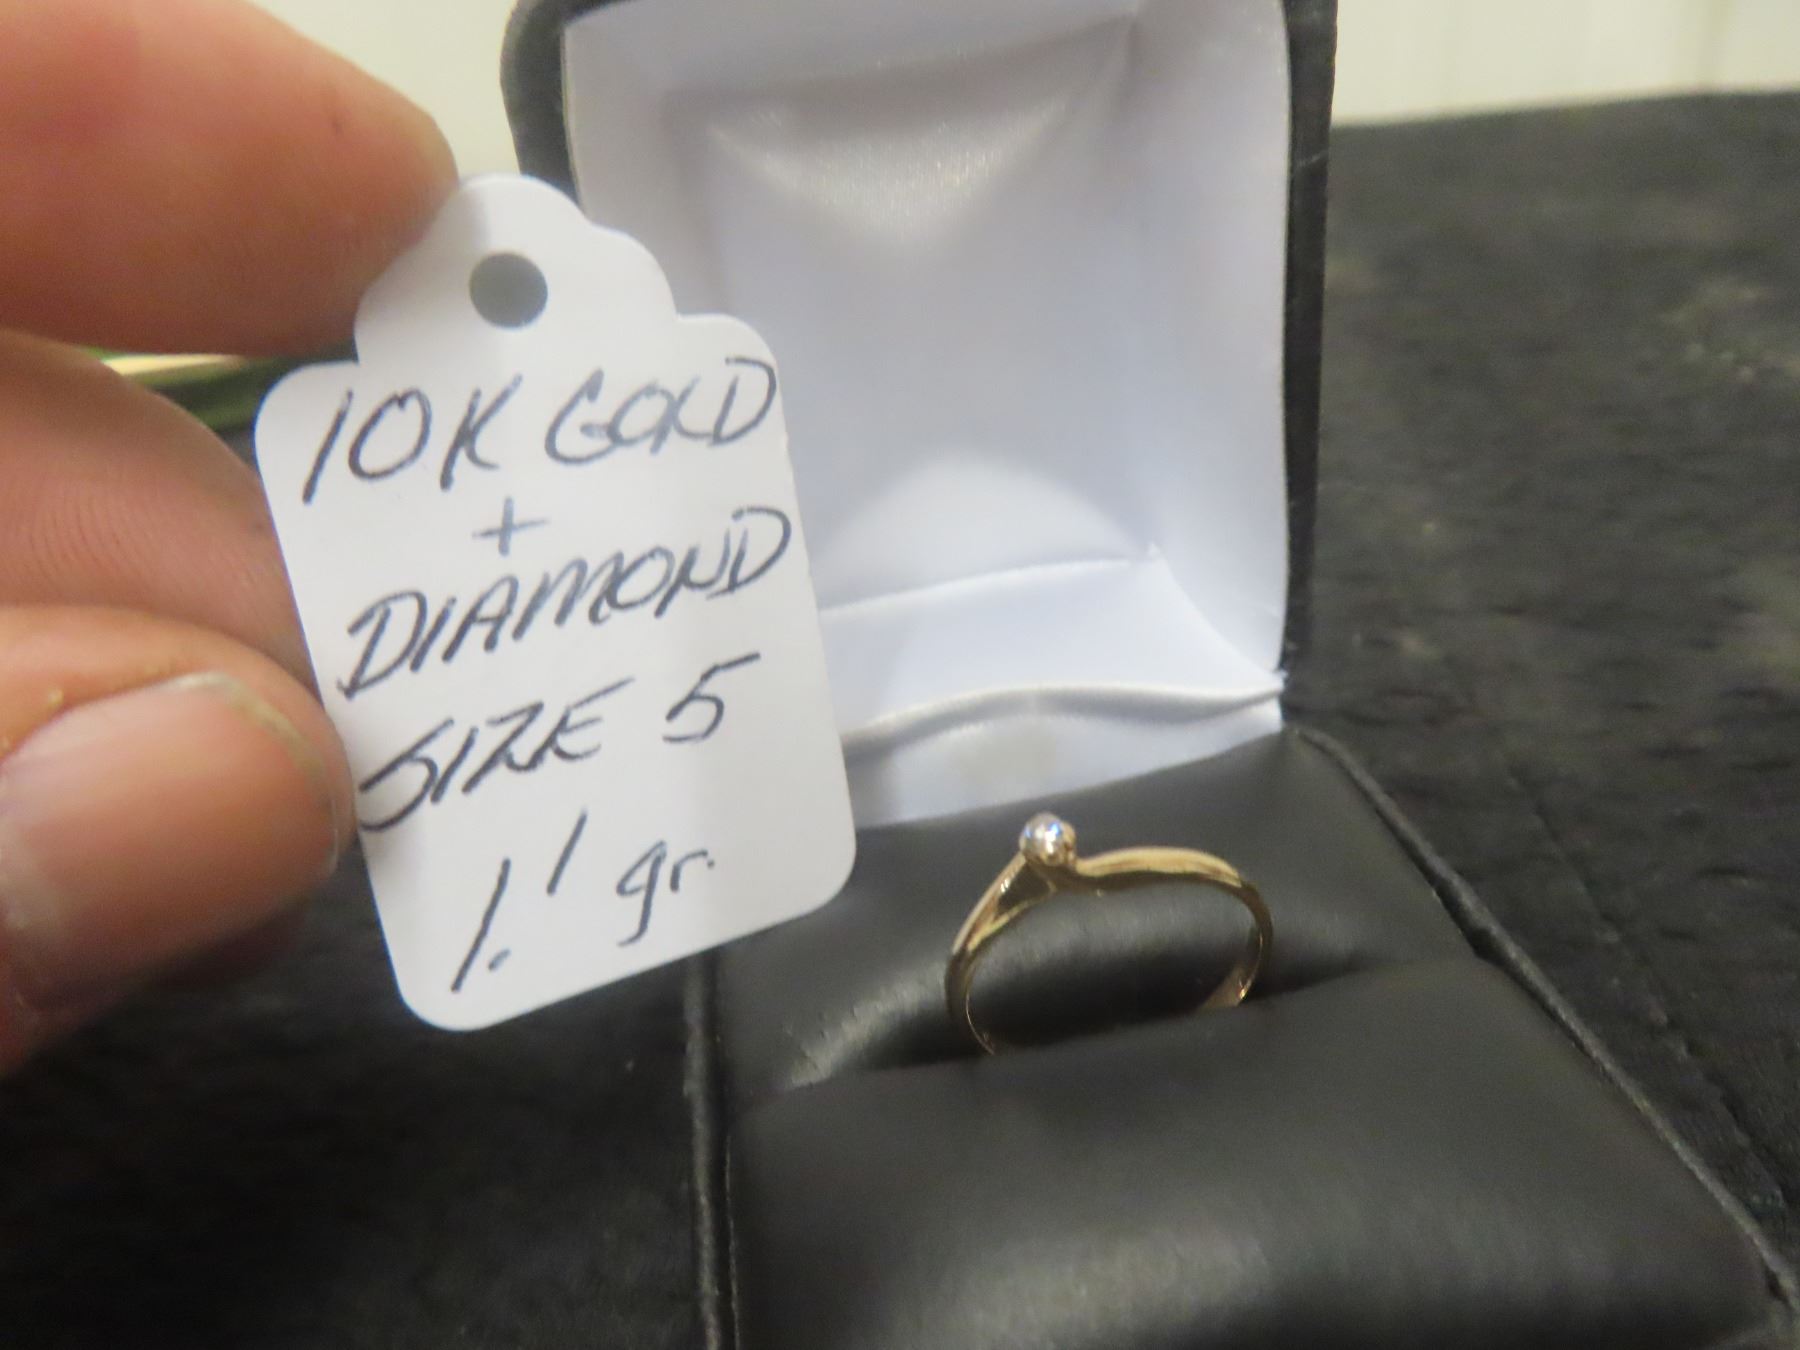 10K GOLD
+
DIAMOND
SIZE 5
1.1 gr.